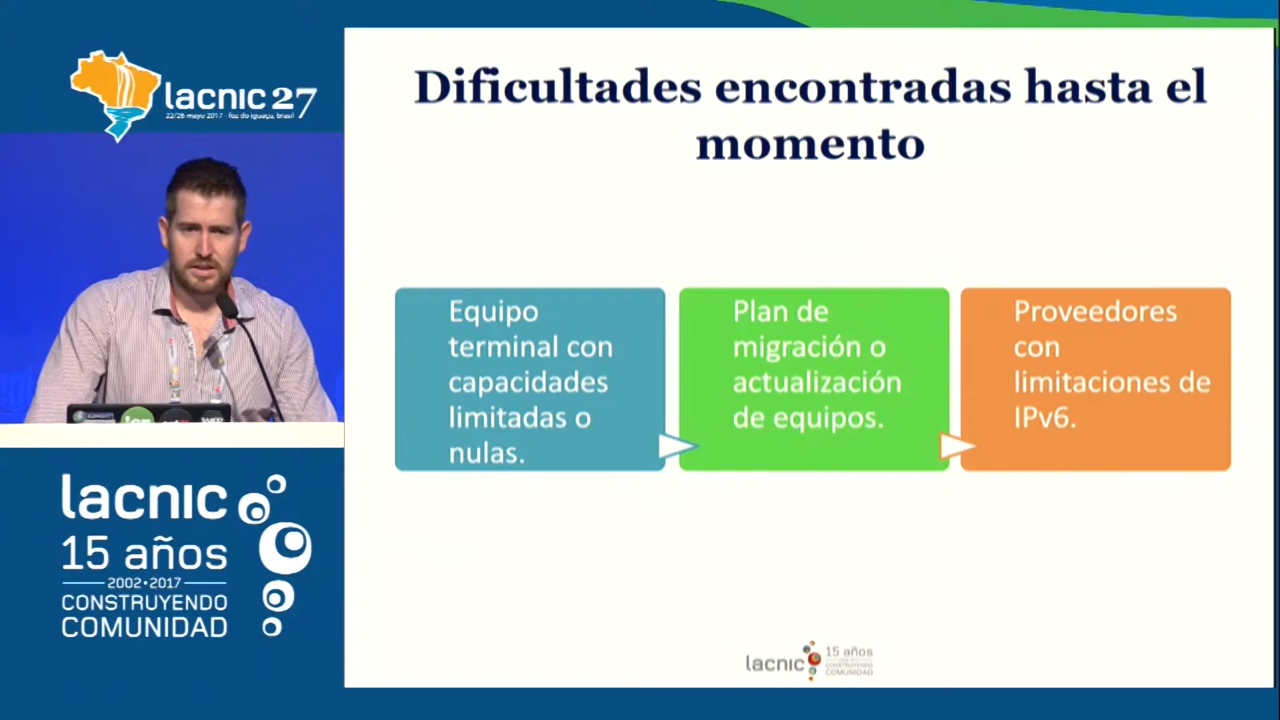 lacnic 27
22/26 mayo 2017 - foz do iguaçu, brasil
Dificultades encontradas hasta el
momento
Equipo
terminal con
capacidades
limitadas o
nulas.
Plan de
migración o
actualización
de equipos.
Proveedores
con
limitaciones de
IPv6.
lacnic
15 años
2002•2017
CONSTRUYENDO
COMUNIDAD
lacnic
15 años
CONSTRUYENDO
COMUNIDAD